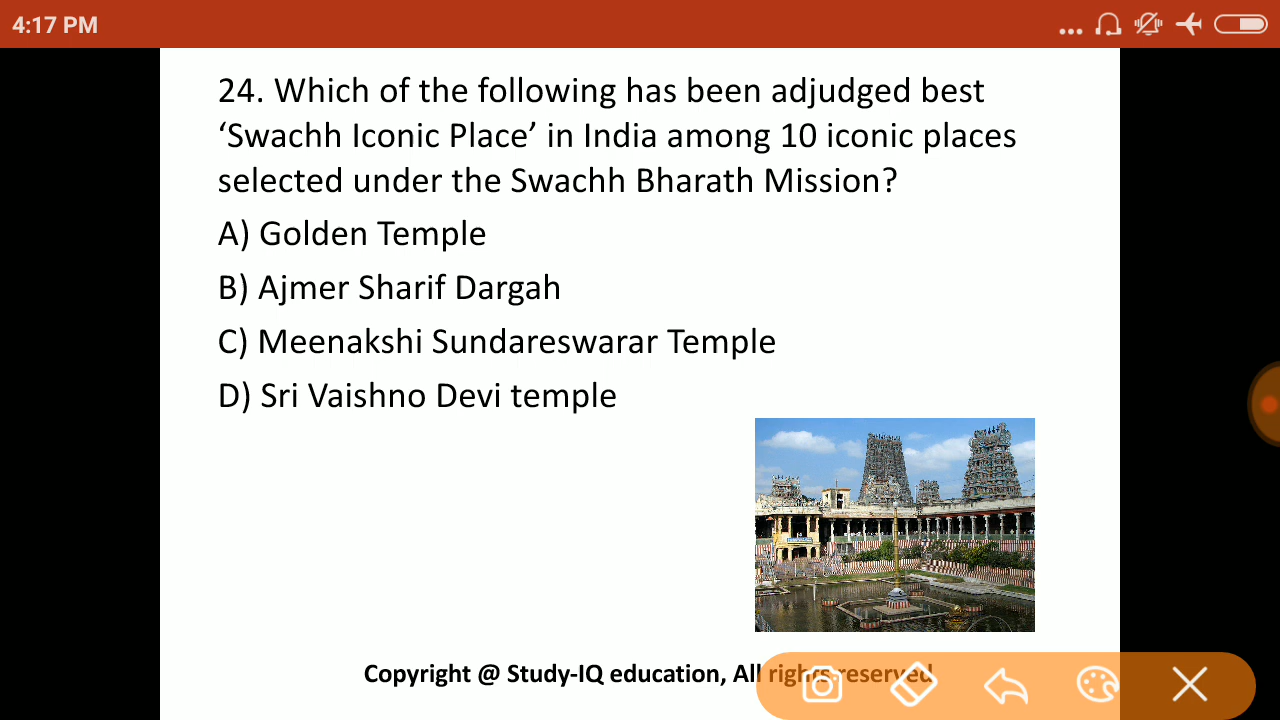 4:17 PM
24. Which of the following has been adjudged best
‘Swachh Iconic Place’ in India among 10 iconic places
selected under the Swachh Bharath Mission?
A) Golden Temple
B) Ajmer Sharif Dargah
C) Meenakshi Sundareswarar Temple
D) Sri Vaishno Devi temple
Copyright @ Study-IQ education, All rights reserved